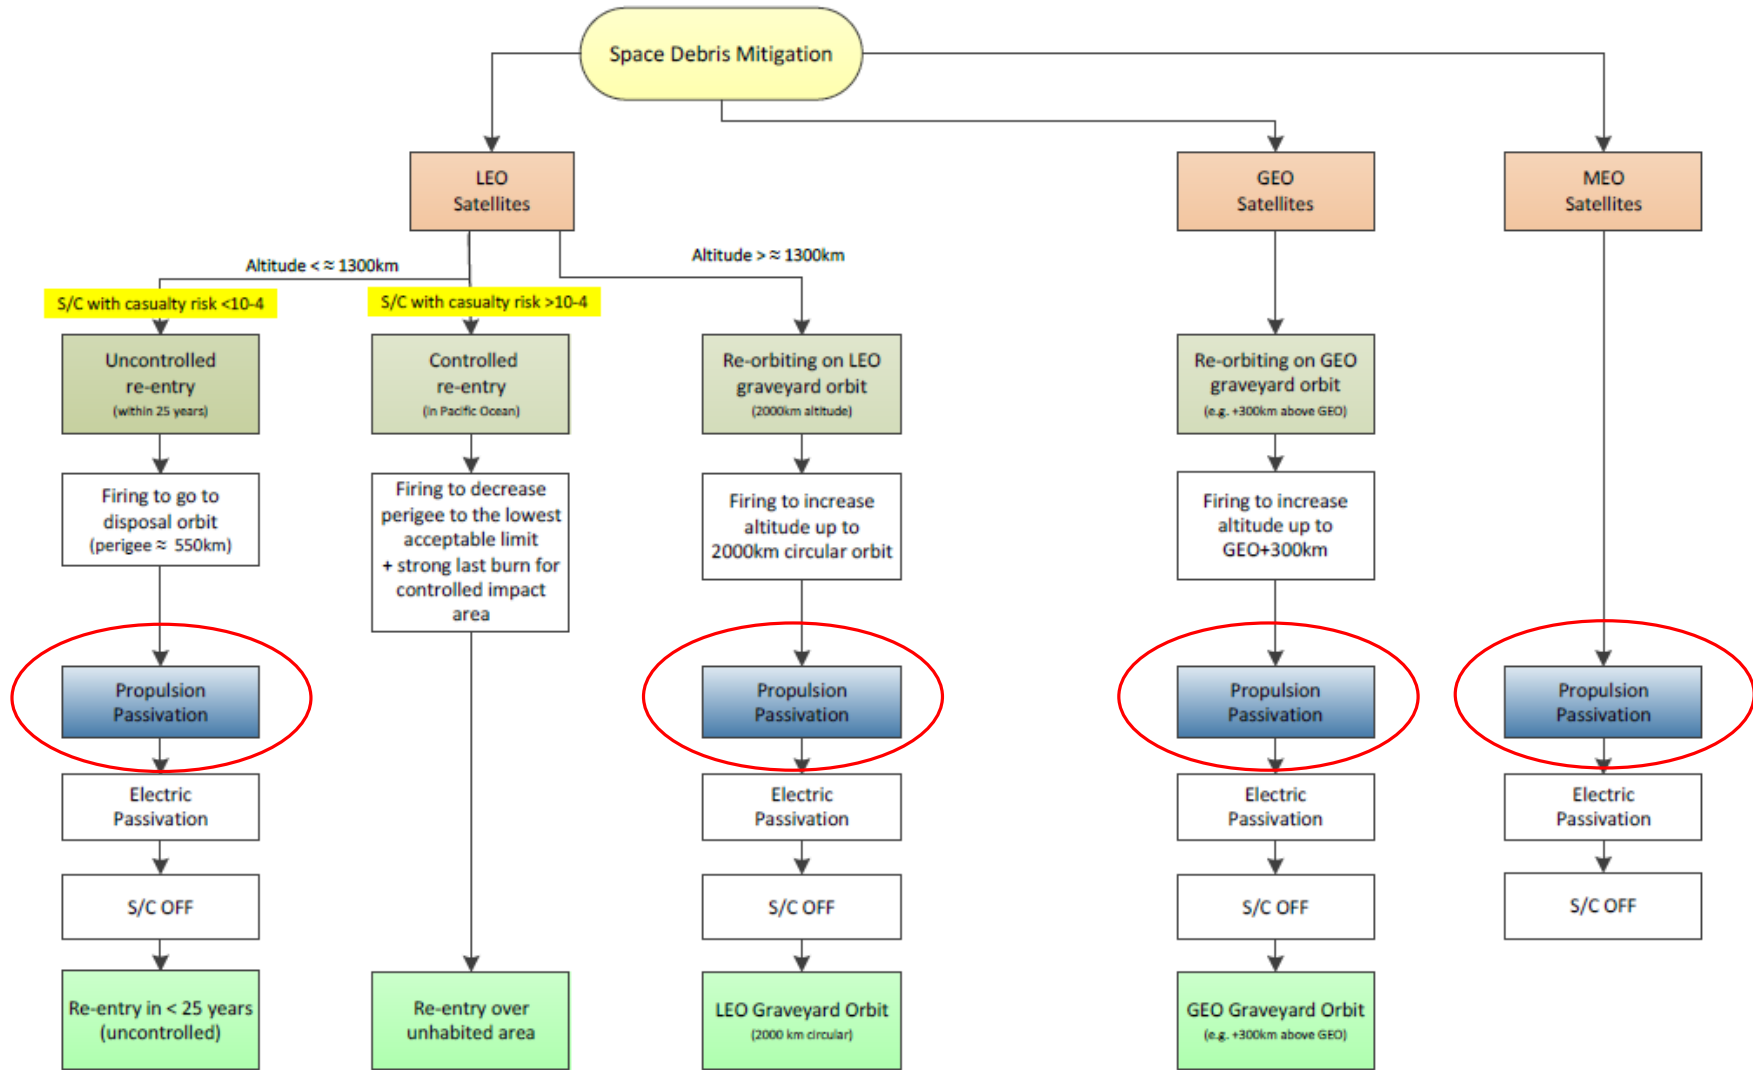 Space Debris Mitigation
LEO
Satellites
GEO
Satellites
MEO
Satellites
Altitude < ≈ 1300km
Altitude > ≈ 1300km
S/C with casualty risk <10-4
S/C with casualty risk >10-4
Uncontrolled
re-entry
(within 25 years)
Controlled
re-entry
(in Pacific Ocean)
Re-orbiting on LEO
graveyard orbit
(2000km altitude)
Re-orbiting on GEO
graveyard orbit
(e.g. +300km above GEO)
Firing to go to
disposal orbit
(perigee ≈ 550km)
Firing to decrease
perigee to the lowest
acceptable limit
+ strong last burn for
controlled impact
area
Firing to increase
altitude up to
2000km circular orbit
Firing to increase
altitude up to
GEO+300km
Propulsion
Passivation
Propulsion
Passivation
Propulsion
Passivation
Propulsion
Passivation
Electric
Passivation
Electric
Passivation
Electric
Passivation
Electric
Passivation
S/C OFF
S/C OFF
S/C OFF
S/C OFF
Re-entry in < 25 years
(uncontrolled)
Re-entry over
unhabited area
LEO Graveyard Orbit
(2000 km circular)
GEO Graveyard Orbit
(e.g. +300km above GEO)